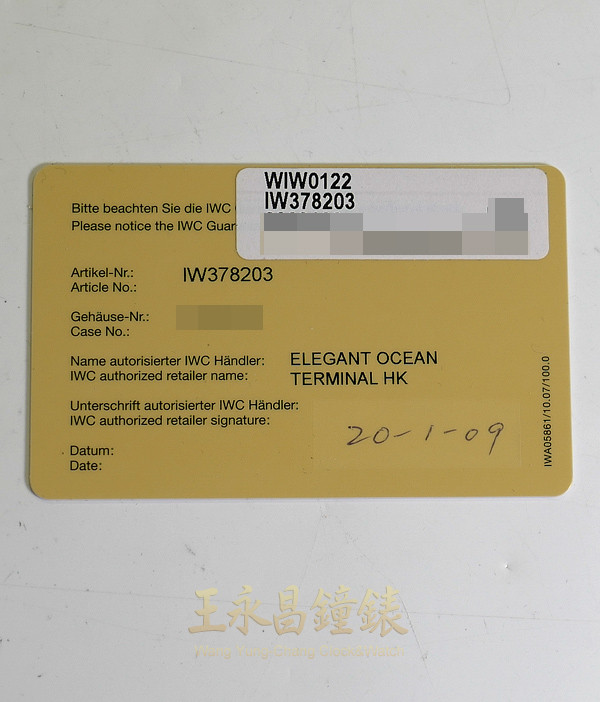 WIW0122
IW378203
Bitte beachten Sie die IWC
Please notice the IWC Guar
Artikel-Nr.: IW378203
Article No.:
Gehäuse-Nr.:
Case No.:
Name autorisierter IWC Händler: ELEGANT OCEAN
IWC authorized retailer name: TERMINAL HK
Unterschrift autorisierter IWC Händler:
IWC authorized retailer signature:
20-1-09
Datum:
Date:
IWA05861/10.07/100.0
王永昌鐘錶